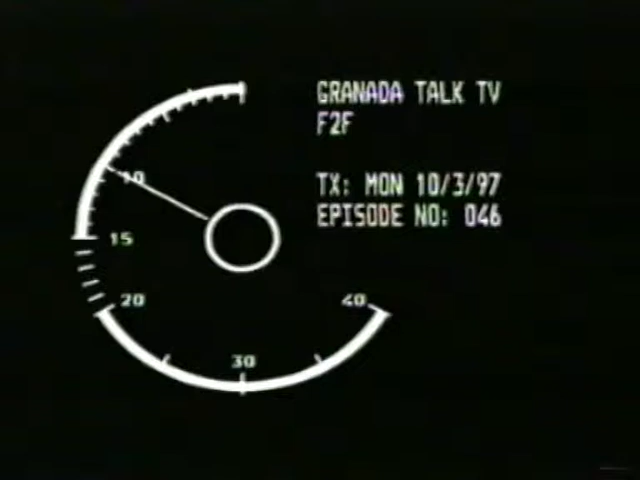 GRANADA TALK TV
F2F
TX: MON 10/3/97
EPISODE NO: 046
10
15
20
40
30